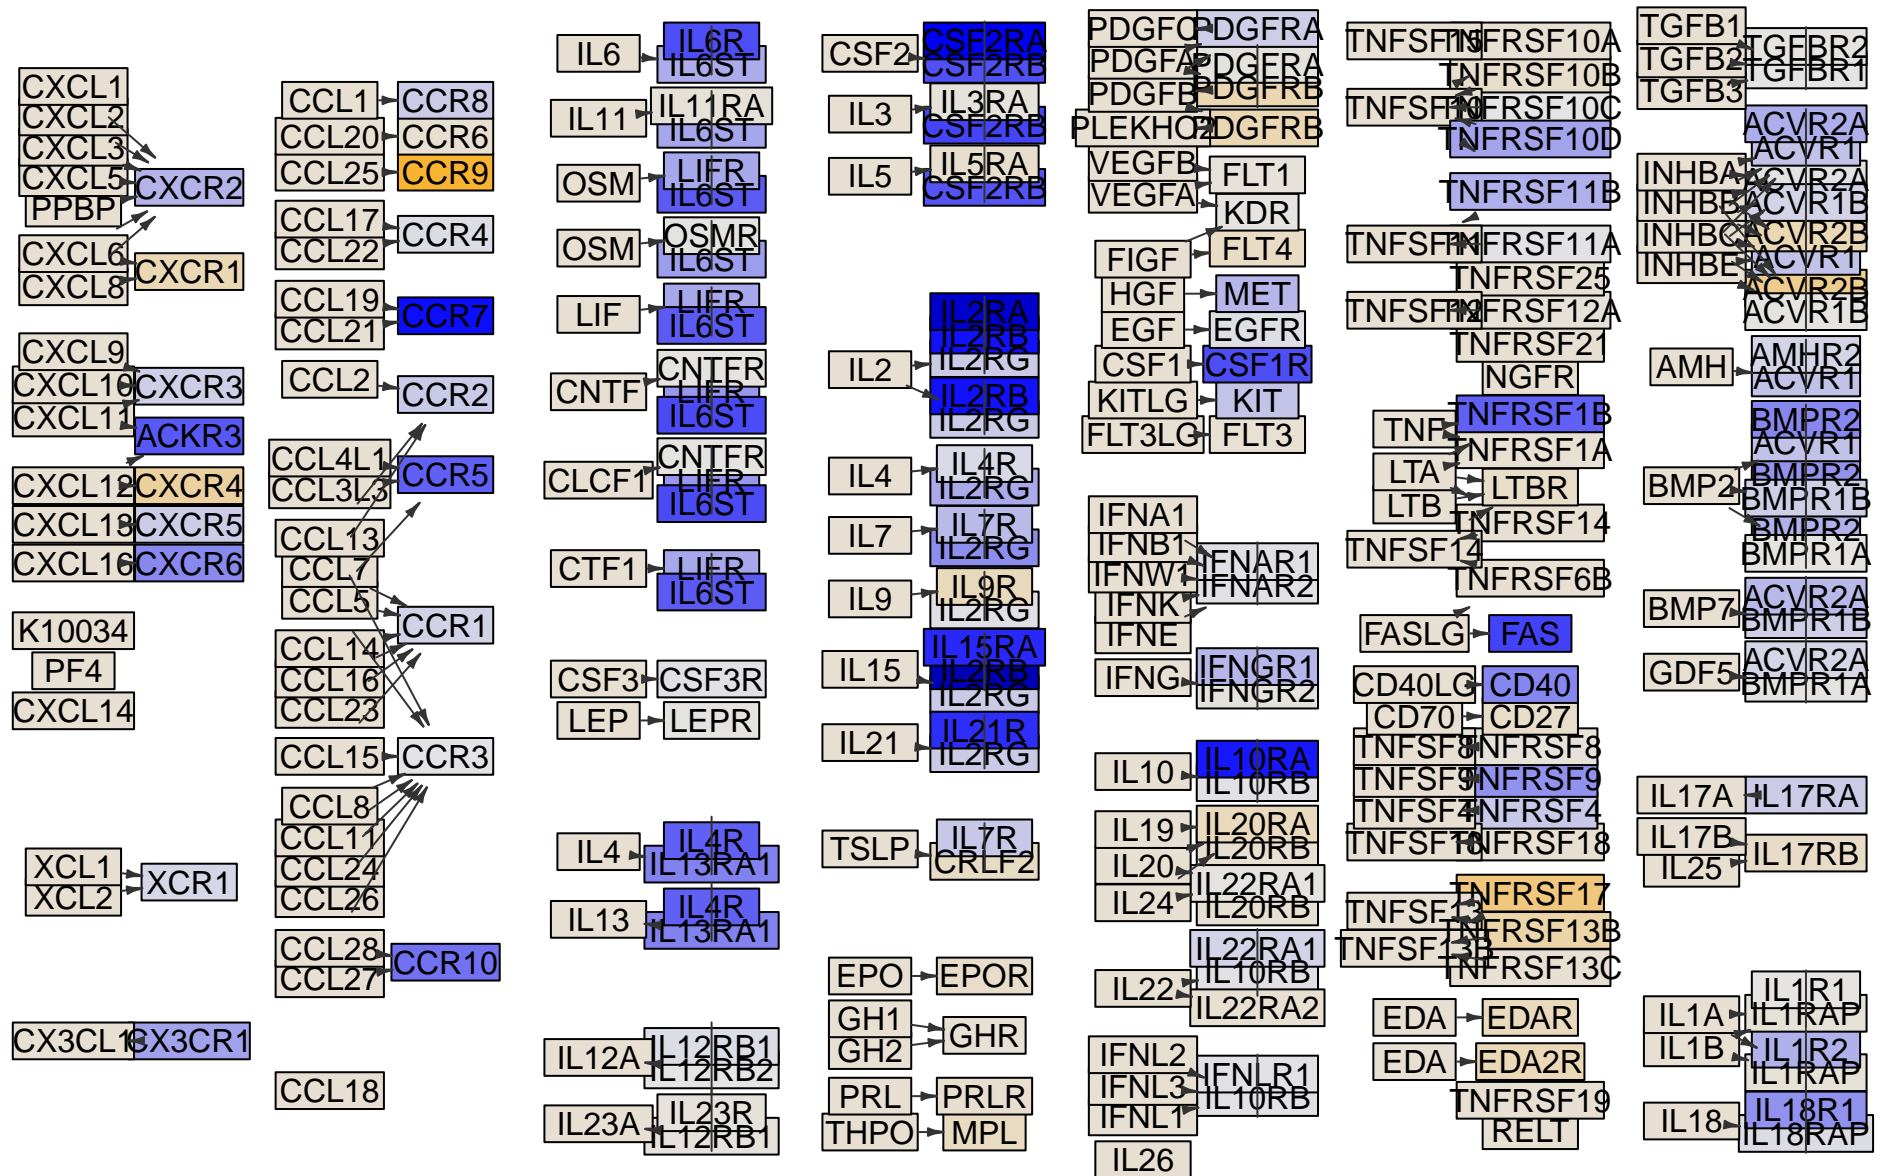 CXCL1
CXCL2
CXCL3
CXCL5
PPBP
CXCR2
CXCL6
CXCL8
CXCR1
CXCL9
CXCL10
CXCL11
CXCR3
ACKR3
CXCL12
CXCR4
CXCL13
CXCR5
CXCL16
CXCR6
K10034
PF4
CXCL14
XCL1
XCL2
XCR1
CX3CL1
CX3CR1
CCL1
CCR8
CCL20
CCR6
CCL25
CCR9
CCL17
CCL22
CCR4
CCL19
CCL21
CCR7
CCL2
CCR2
CCL4L1
CCL3L3
CCR5
CCL13
CCL7
CCL5
CCR1
CCL14
CCL16
CCL23
CCL15
CCR3
CCL8
CCL11
CCL24
CCL26
CCL28
CCL27
CCR10
CCL18
IL6
IL6R
IL6ST
IL11
IL11RA
IL6ST
OSM
LIFR
IL6ST
OSM
OSMR
IL6ST
LIF
LIFR
IL6ST
CNTF
CNTFR
LIFR
IL6ST
CLCF1
CNTFR
LIFR
IL6ST
CTF1
LIFR
IL6ST
CSF3
CSF3R
LEP
LEPR
IL4
IL4R
IL13RA1
IL13
IL4R
IL13RA1
IL12A
IL12RB1
IL12RB2
IL23A
IL23R
IL12RB1
CSF2
CSF2RA
CSF2RB
IL3
IL3RA
CSF2RB
IL5
IL5RA
CSF2RB
IL2
IL2RA
IL2RB
IL2RG
IL2RB
IL2RG
IL4
IL4R
IL2RG
IL7
IL7R
IL2RG
IL9
IL9R
IL2RG
IL15
IL15RA
IL2RB
IL2RG
IL21
IL21R
IL2RG
TSLP
IL7R
CRLF2
EPO
EPOR
GH1
GH2
GHR
PRL
PRLR
THPO
MPL
PDGFC
PDGFRA
PDGFA
PDGFRA
PDGFB
PDGFRB
PLEKHO2
PDGFRB
VEGFB
VEGFA
FLT1
KDR
FIGF
FLT4
HGF
MET
EGF
EGFR
CSF1
CSF1R
KITLG
KIT
FLT3LG
FLT3
IFNA1
IFNB1
IFNW1
IFNK
IFNE
IFNAR1
IFNAR2
IFNG
IFNGR1
IFNGR2
IL10
IL10RA
IL10RB
IL19
IL20RA
IL20RB
IL20
IL24
IL22RA1
IL20RB
IL22
IL22RA1
IL10RB
IL22RA2
IFNL2
IFNL3
IFNL1
IFNLR1
IL10RB
IL26
TNFSF15
TNFRSF10A
TNFRSF10B
TNFSF10
TNFRSF10C
TNFRSF10D
TNFRSF11B
TNFSF11
TNFRSF11A
TNFRSF25
TNFSF12
TNFRSF12A
TNFRSF21
NGFR
TNF
TNFRSF1B
TNFRSF1A
LTA
LTB
LTBR
TNFRSF14
TNFSF14
TNFRSF6B
FASLG
FAS
CD40LG
CD40
CD70
CD27
TNFSF8
TNFRSF8
TNFSF9
TNFRSF9
TNFSF4
TNFRSF4
TNFSF18
TNFRSF18
TNFRSF17
TNFSF13
TNFRSF13B
TNFSF13B
TNFRSF13C
EDA
EDAR
EDA
EDA2R
TNFRSF19
RELT
TGFB1
TGFB2
TGFB3
TGFBR2
TGFBR1
INHBA
INHBB
INHBC
INHBE
ACVR2A
ACVR1
ACVR2A
ACVR1B
ACVR2B
ACVR1
ACVR2B
ACVR1B
AMH
AMHR2
ACVR1
BMP2
BMPR2
ACVR1
BMPR2
BMPR1B
BMPR2
BMPR1A
BMP7
ACVR2A
BMPR1B
GDF5
ACVR2A
BMPR1A
IL17A
IL17RA
IL17B
IL25
IL17RB
IL1A
IL1R1
IL1RAP
IL1B
IL1R2
IL1RAP
IL18
IL18R1
IL18RAP